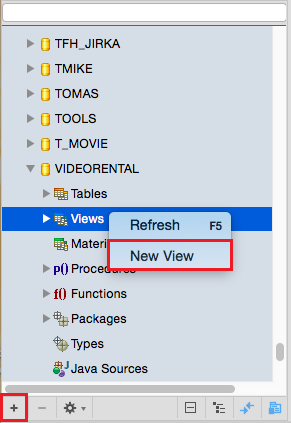 TFH_JIRKA
TMIKE
TOMAS
TOOLS
T_MOVIE
VIDEORENTAL
Tables
Views
Refresh F5
New View
Materi
p() Procedures
f() Functions
Packages
Types
Java Sources